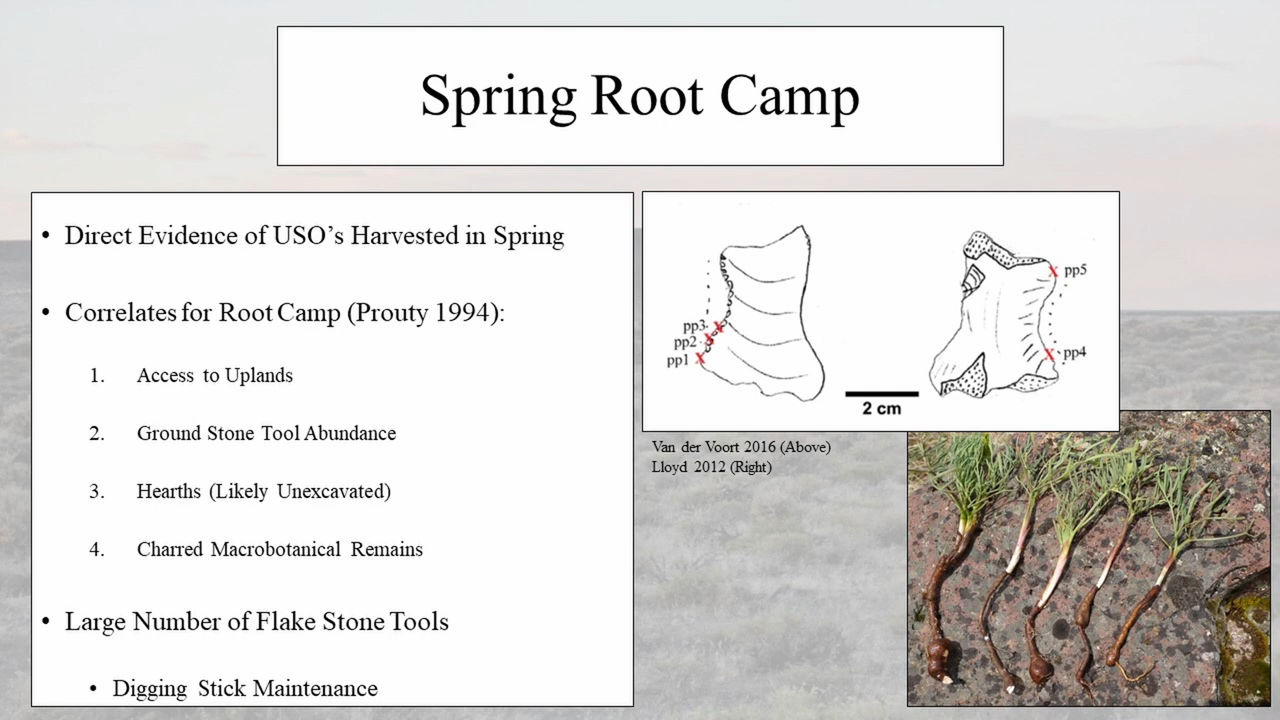 Spring Root Camp
• Direct Evidence of USO’s Harvested in Spring
• Correlates for Root Camp (Prouty 1994):
1. Access to Uplands
2. Ground Stone Tool Abundance
3. Hearths (Likely Unexcavated)
4. Charred Macrobotanical Remains
• Large Number of Flake Stone Tools
• Digging Stick Maintenance
pp3
pp2
pp1
2 cm
pp5
pp4
Van der Voort 2016 (Above)
Lloyd 2012 (Right)